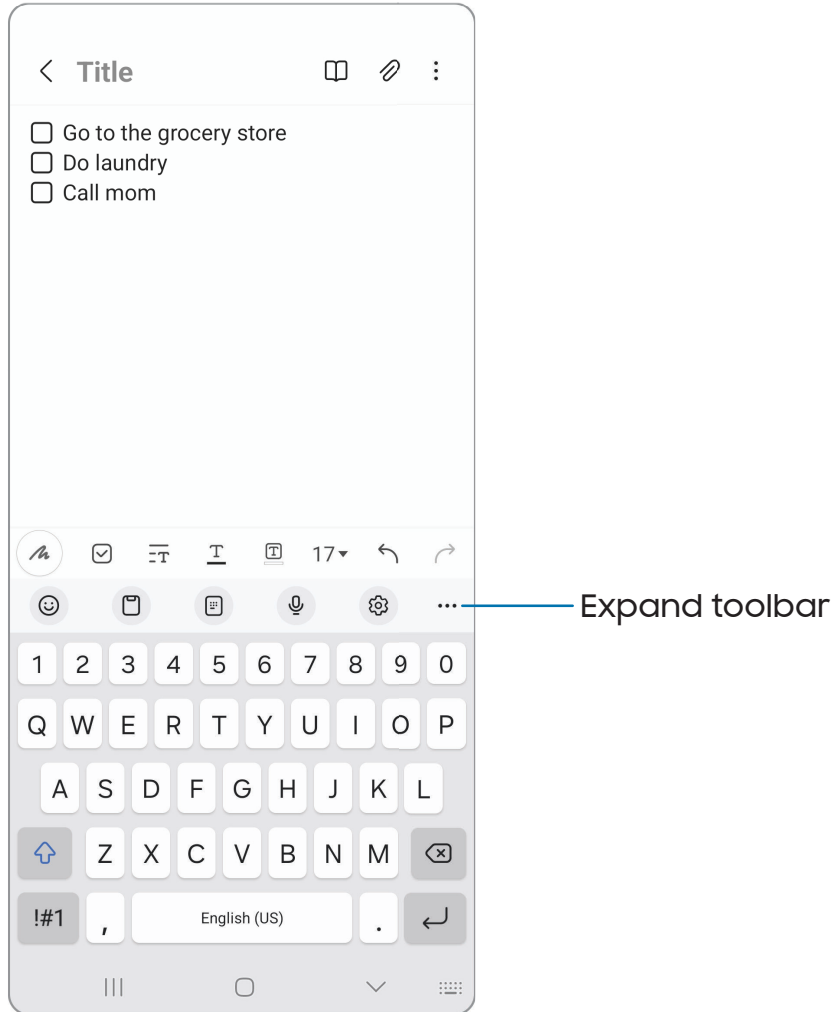 Title
Go to the grocery store
Do laundry
Call mom
T T T 17
Expand toolbar
1 2 3 4 5 6 7 8 9 0
Q W E R T Y U I O P
A S D F G H J K L
Z X C V B N M
!#1 , English (US) .